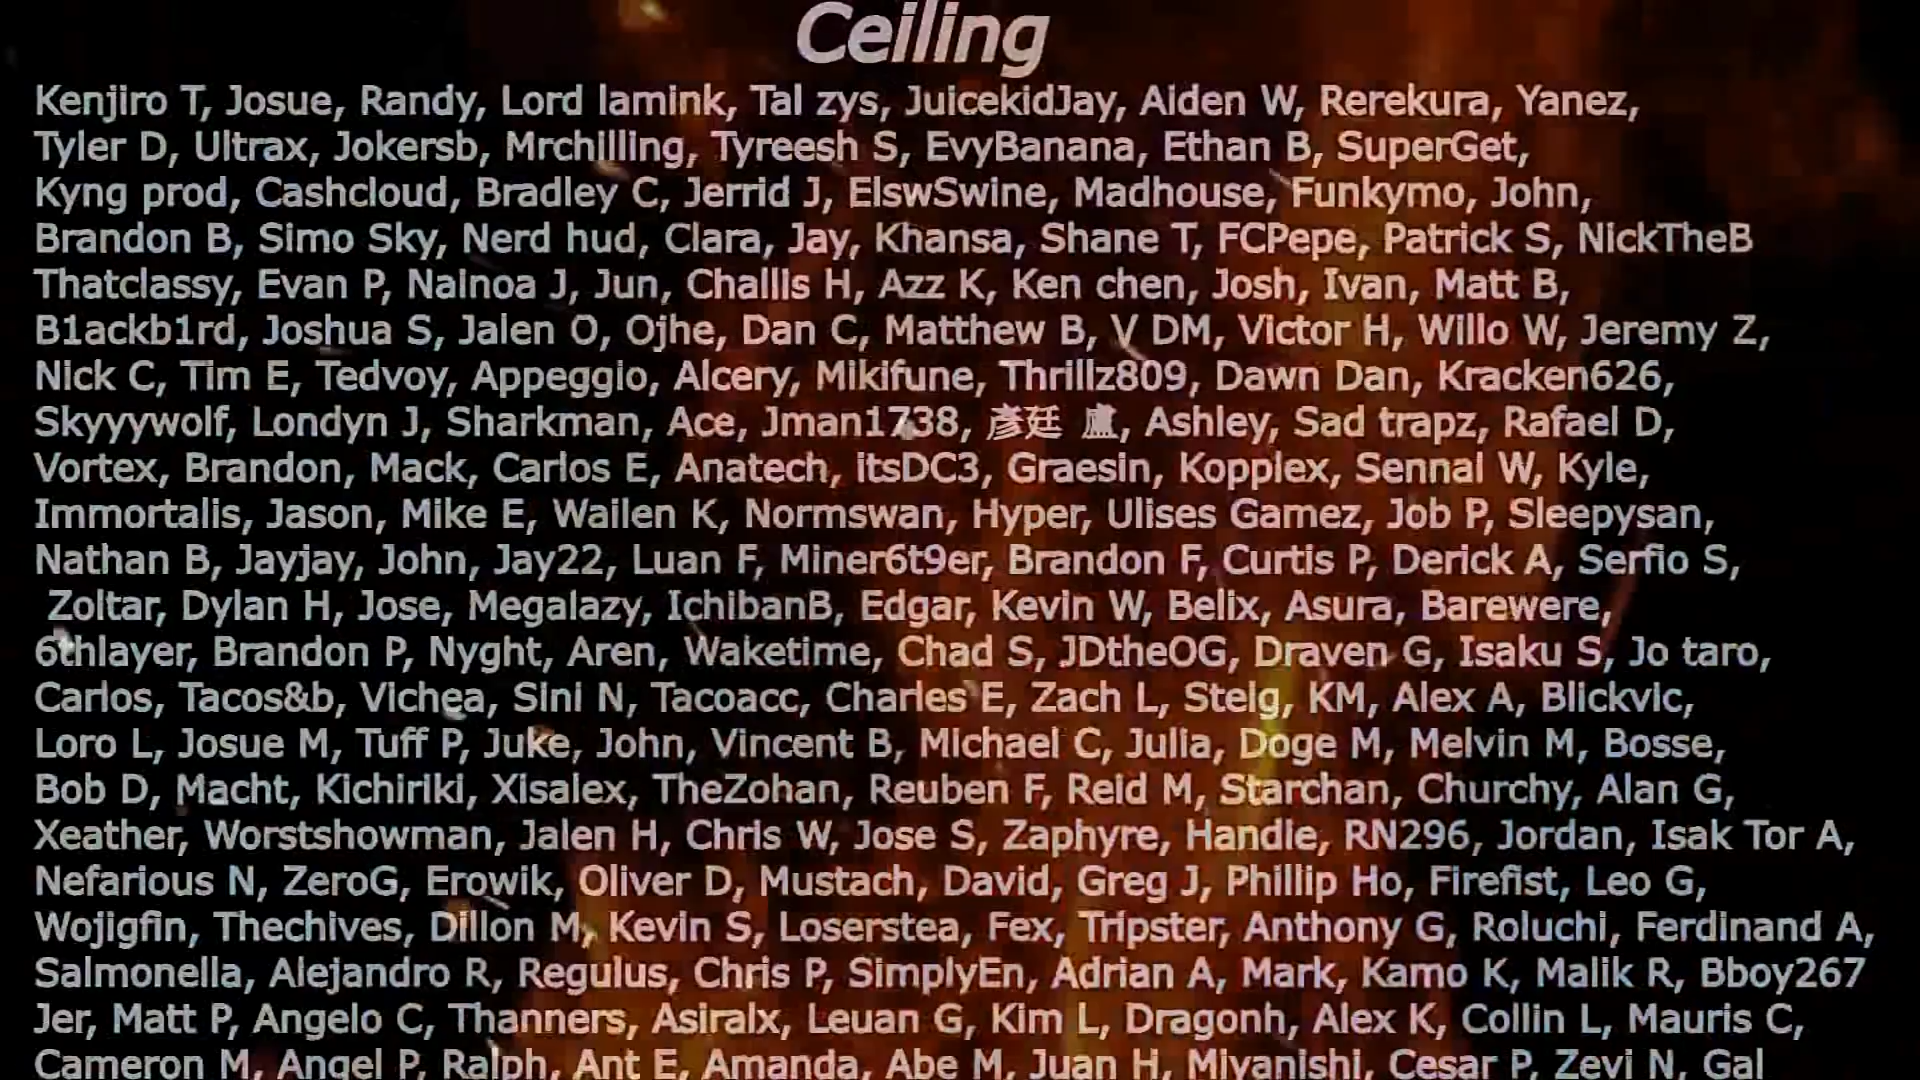 Ceiling
Kenjiro T, Josue, Randy, Lord lamink, Tal zys, JuicekidJay, Aiden W, Rerekura, Yanez,
Tyler D, Ultrax, Jokersb, Mrchilling, Tyreesh S, EvyBanana, Ethan B, SuperGet,
Kyng prod, Cashcloud, Bradley C, Jerrid J, ElswSwine, Madhouse, Funkymo, John,
Brandon B, Simo Sky, Nerd hud, Clara, Jay, Khansa, Shane T, FCPepe, Patrick S, NickTheB
Thatclassy, Evan P, Nainoa J, Jun, Challis H, Azz K, Ken chen, Josh, Ivan, Matt B,
B1ackb1rd, Joshua S, Jalen O, Ojhe, Dan C, Matthew B, V DM, Victor H, Willo W, Jeremy Z,
Nick C, Tim E, Tedvoy, Appeggio, Alcery, Mikifune, Thrillz809, Dawn Dan, Kracken626,
Skyyywolf, Londyn J, Sharkman, Ace, Jman1738, 彥廷 盧, Ashley, Sad trapz, Rafael D,
Vortex, Brandon, Mack, Carlos E, Anatech, itsDC3, Graesin, Kopplex, Sennai W, Kyle,
Immortalis, Jason, Mike E, Wailen K, Normswan, Hyper, Ulises Gamez, Job P, Sleepysan,
Nathan B, Jayjay, John, Jay22, Luan F, Miner6t9er, Brandon F, Curtis P, Derick A, Serfio S,
Zoltar, Dylan H, Jose, Megalazy, IchibanB, Edgar, Kevin W, Belix, Asura, Barewere,
6thlayer, Brandon P, Nyght, Aren, Waketime, Chad S, JDtheOG, Draven G, Isaku S, Jo taro,
Carlos, Tacos&b, Vichea, Sini N, Tacoacc, Charles E, Zach L, Steig, KM, Alex A, Blickvic,
Loro L, Josue M, Tuff P, Juke, John, Vincent B, Michael C, Julia, Doge M, Melvin M, Bosse,
Bob D, Macht, Kichiriki, Xisalex, TheZohan, Reuben F, Reid M, Starchan, Churchy, Alan G,
Xeather, Worstshowman, Jalen H, Chris W, Jose S, Zaphyre, Handie, RN296, Jordan, Isak Tor A,
Nefarious N, ZeroG, Erowik, Oliver D, Mustach, David, Greg J, Phillip Ho, Firefist, Leo G,
Wojigfin, Thechives, Dillon M, Kevin S, Loserstea, Fex, Tripster, Anthony G, Roluchi, Ferdinand A,
Salmonella, Alejandro R, Regulus, Chris P, SimplyEn, Adrian A, Mark, Kamo K, Malik R, Bboy267
Jer, Matt P, Angelo C, Thanners, Asiralx, Leuan G, Kim L, Dragonh, Alex K, Collin L, Mauris C,
Cameron M, Angel P, Ralph, Ant E, Amanda, Abe M, Juan H, Miyanishi, Cesar P, Zevi N, Gal